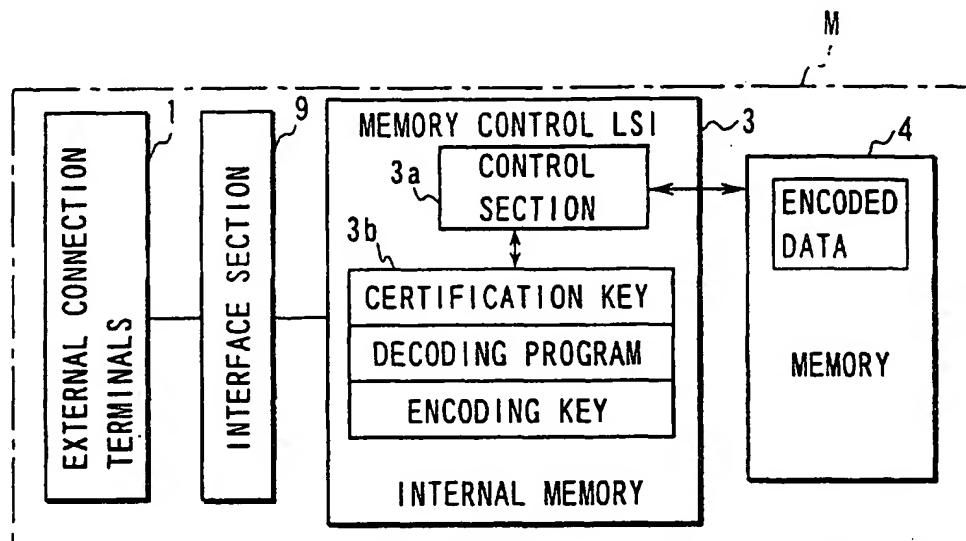 M
1
EXTERNAL CONNECTION
TERMINALS
9
INTERFACE SECTION
MEMORY CONTROL LSI
3
3a
CONTROL
SECTION
3b
CERTIFICATION KEY
DECODING PROGRAM
ENCODING KEY
INTERNAL MEMORY
4
ENCODED
DATA
MEMORY